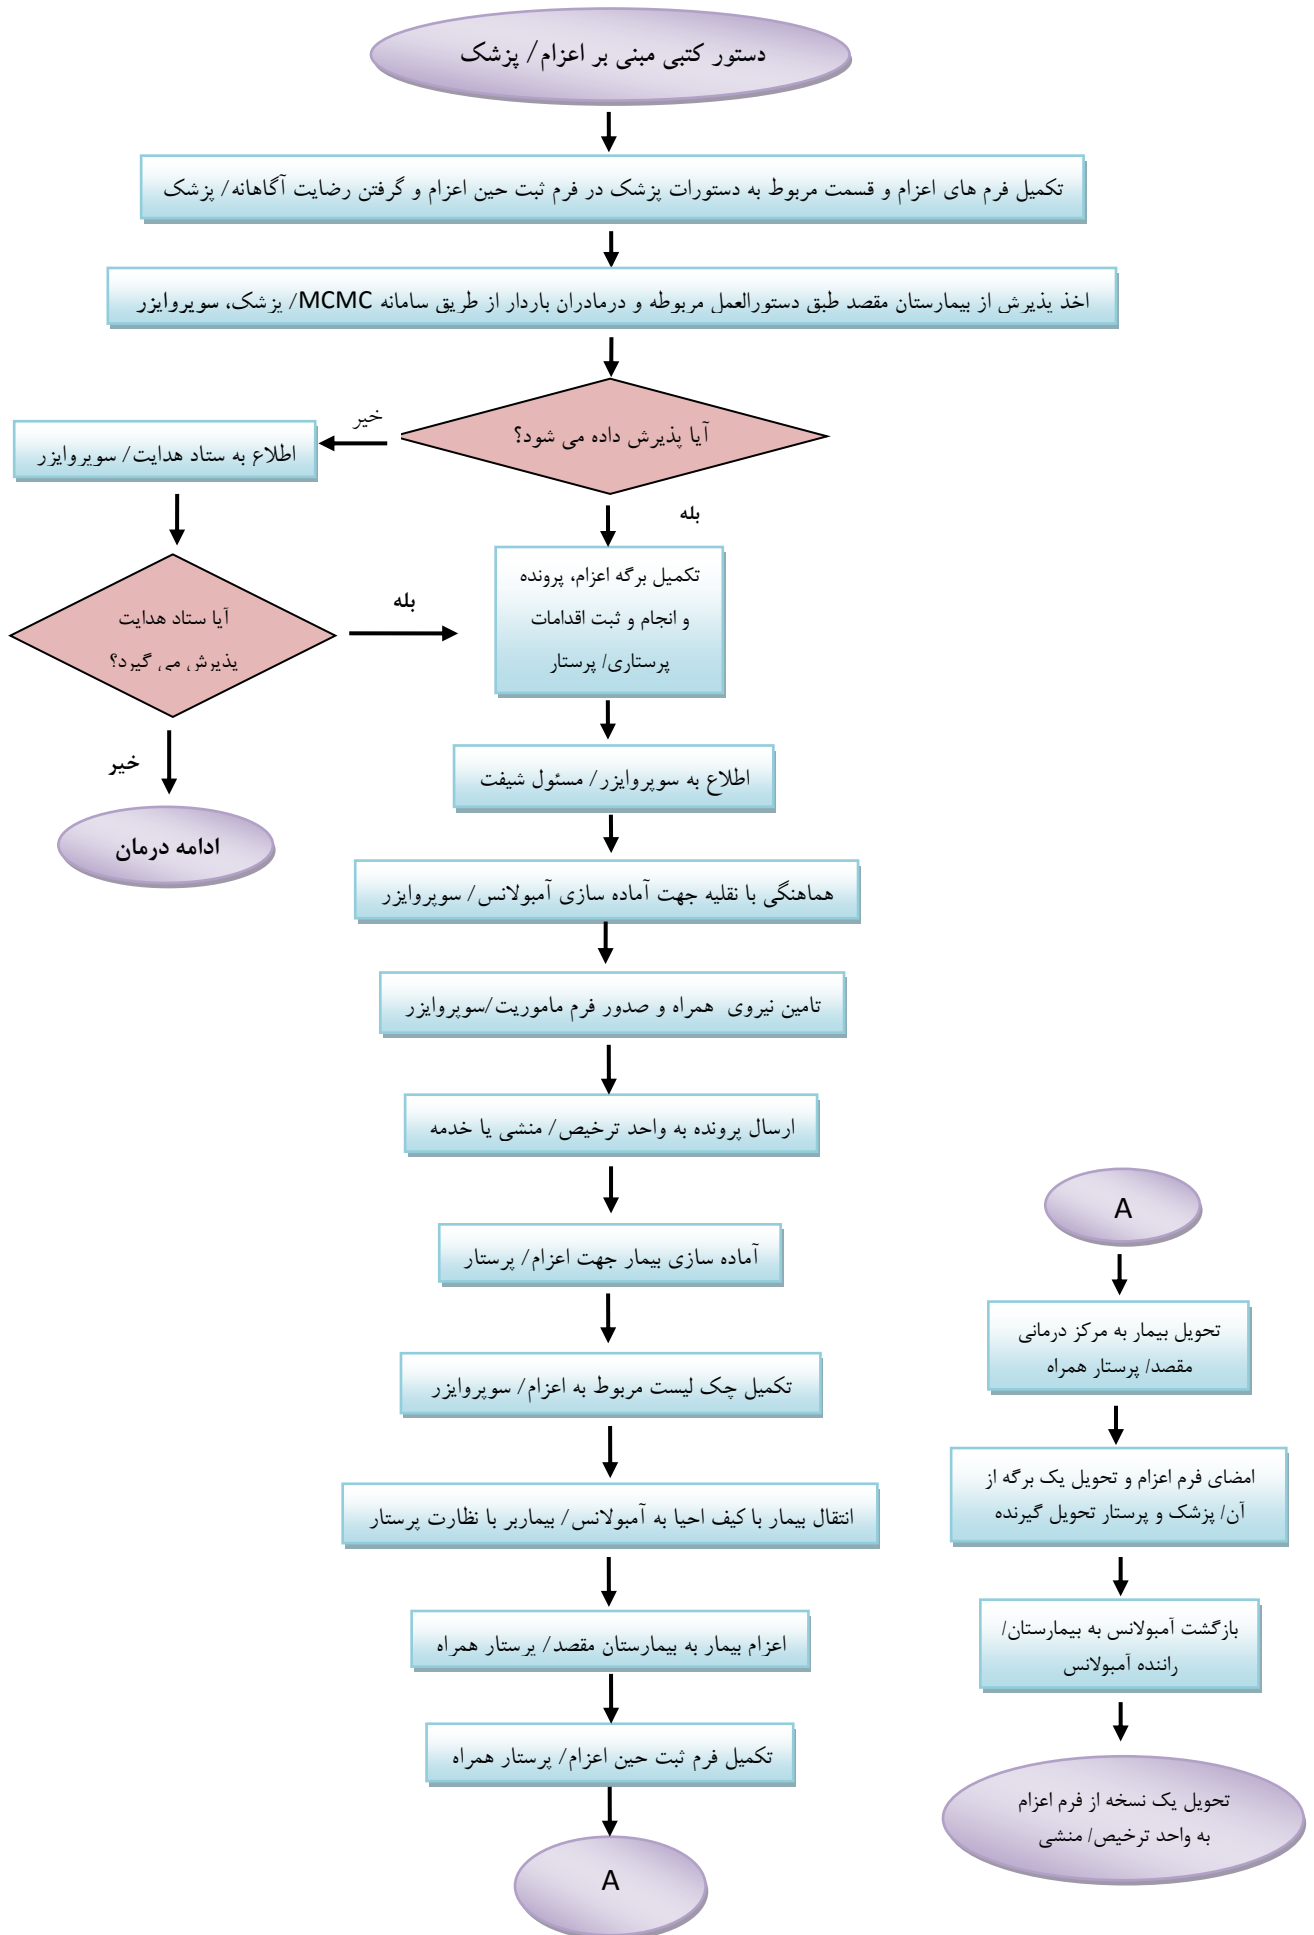 دستور کتبی مبنی بر اعزام/ پزشک
تکمیل فرم های اعزام و قسمت مربوط به دستورات پزشک در فرم ثبت حین اعزام و گرفتن رضایت آگاهانه/ پزشک
اخذ پذیرش از بیمارستان مقصد طبق دستورالعمل مربوطه و درمادران باردار از طریق سامانه MCMC/ پزشک، سوپروایزر
آیا پذیرش داده می شود؟
خیر
اطلاع به ستاد هدایت/ سوپروایزر
بله
آیا ستاد هدایت
پذیرش می گیرد؟
بله
خیر
ادامه درمان
تکمیل برگه اعزام، پرونده
و انجام و ثبت اقدامات
پرستاری/ پرستار
اطلاع به سوپروایزر/ مسئول شیفت
هماهنگی با نقلیه جهت آماده سازی آمبولانس/ سوپروایزر
تامین نیروی همراه و صدور فرم ماموریت/سوپروایزر
ارسال پرونده به واحد ترخیص/ منشی یا خدمه
آماده سازی بیمار جهت اعزام/ پرستار
تکمیل چک لیست مربوط به اعزام/ سوپروایزر
انتقال بیمار با کیف احیا به آمبولانس/ بیماربر با نظارت پرستار
اعزام بیمار به بیمارستان مقصد/ پرستار همراه
تکمیل فرم ثبت حین اعزام/ پرستار همراه
A
A
تحویل بیمار به مرکز درمانی
مقصد/ پرستار همراه
امضای فرم اعزام و تحویل یک برگه از
آن/ پزشک و پرستار تحویل گیرنده
بازگشت آمبولانس به بیمارستان/
راننده آمبولانس
تحویل یک نسخه از فرم اعزام
به واحد ترخیص/ منشی